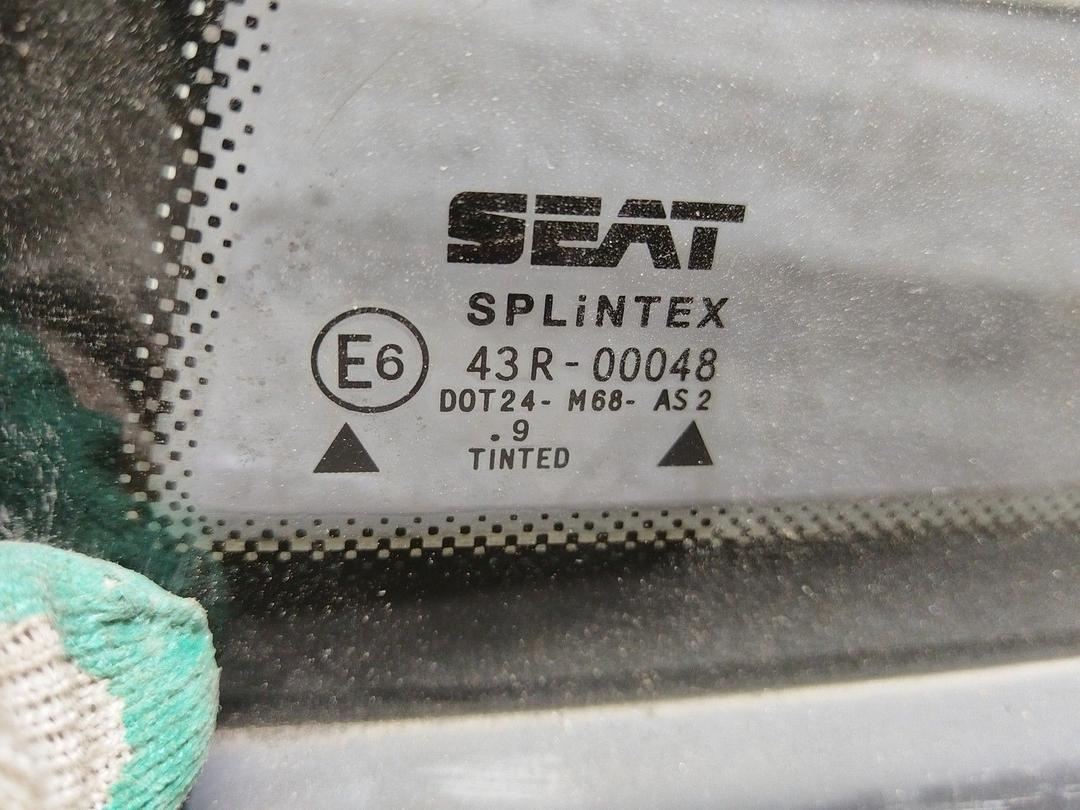 SEAT
SPLiNTEX
E6 43R-00048
DOT24- M68- AS2
.9
TINTED